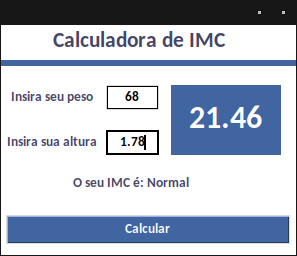 Calculadora de IMC
Insira seu peso 68
21.46
Insira sua altura 1.78
O seu IMC é: Normal
Calcular